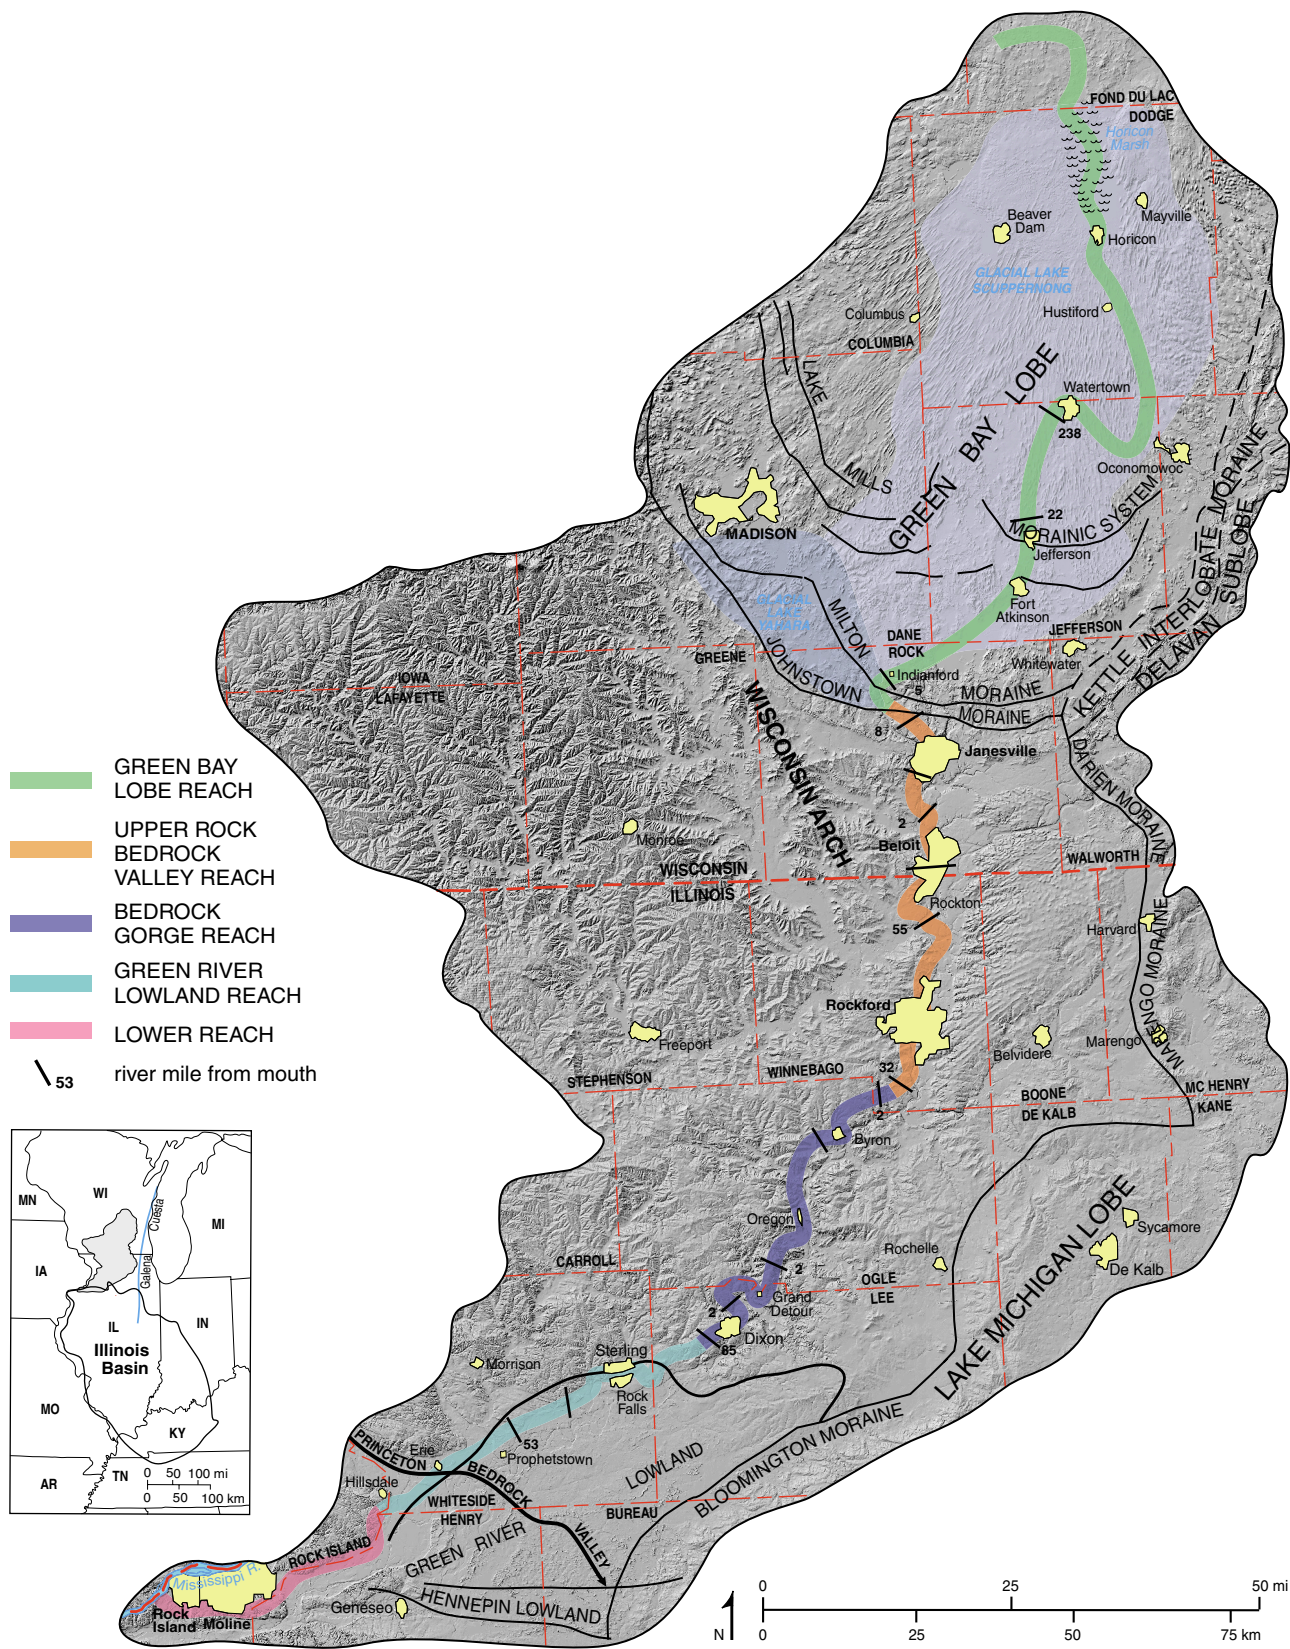 FOND DU LAC
DODGE
Horicon
Marsh
Beaver
Dam
Mayville
Horicon
GLACIAL LAKE
SCUPPERNONG
Columbus
Hustiford
COLUMBIA
LAKE
MILLS
MORAINIC SYSTEM
GREEN BAY LOBE
Watertown
238
Oconomowoc
22
MADISON
Jefferson
KETTLE INTERLOBATE MORAINE
DELAVAN SUBLOBE
GLACIAL
LAKE
YAHARA
Fort
Atkinson
MILTON
MORAINE
JOHNSTOWN
MORAINE
DANE
ROCK
JEFFERSON
GREENE
Whitewater
Indianford
5
IOWA
LAFAYETTE
8
WISCONSIN ARCH
Janesville
DARIEN MORAINE
2
Monroe
Beloit
WALWORTH
WISCONSIN
ILLINOIS
Rockton
55
Harvard
MARENGO MORAINE
Rockford
Freeport
Belvidere
Marengo
STEPHENSON
WINNEBAGO
32
2
BOONE
DE KALB
MC HENRY
KANE
Byron
Oregon
Rochelle
LAKE MICHIGAN LOBE
Sycamore
De Kalb
CARROLL
2
OGLE
LEE
Grand
Detour
2
Dixon
85
Sterling
Morrison
Rock
Falls
53
Prophetstown
Erie
PRINCETON BEDROCK VALLEY
Hillsdale
GREEN RIVER LOWLAND
BLOOMINGTON MORAINE
WHITESIDE
HENRY
BUREAU
ROCK ISLAND
Mississippi R.
Rock
Island
Moline
Geneseo
HENNEPIN LOWLAND
GREEN BAY
LOBE REACH
UPPER ROCK
BEDROCK
VALLEY REACH
BEDROCK
GORGE REACH
GREEN RIVER
LOWLAND REACH
LOWER REACH
53
river mile from mouth
MN
WI
MI
Cuesta
Galena
IA
IL
IN
Illinois
Basin
MO
KY
AR
TN
0 50 100 mi
0 50 100 km
N
0 25 50 mi
0 25 50 75 km